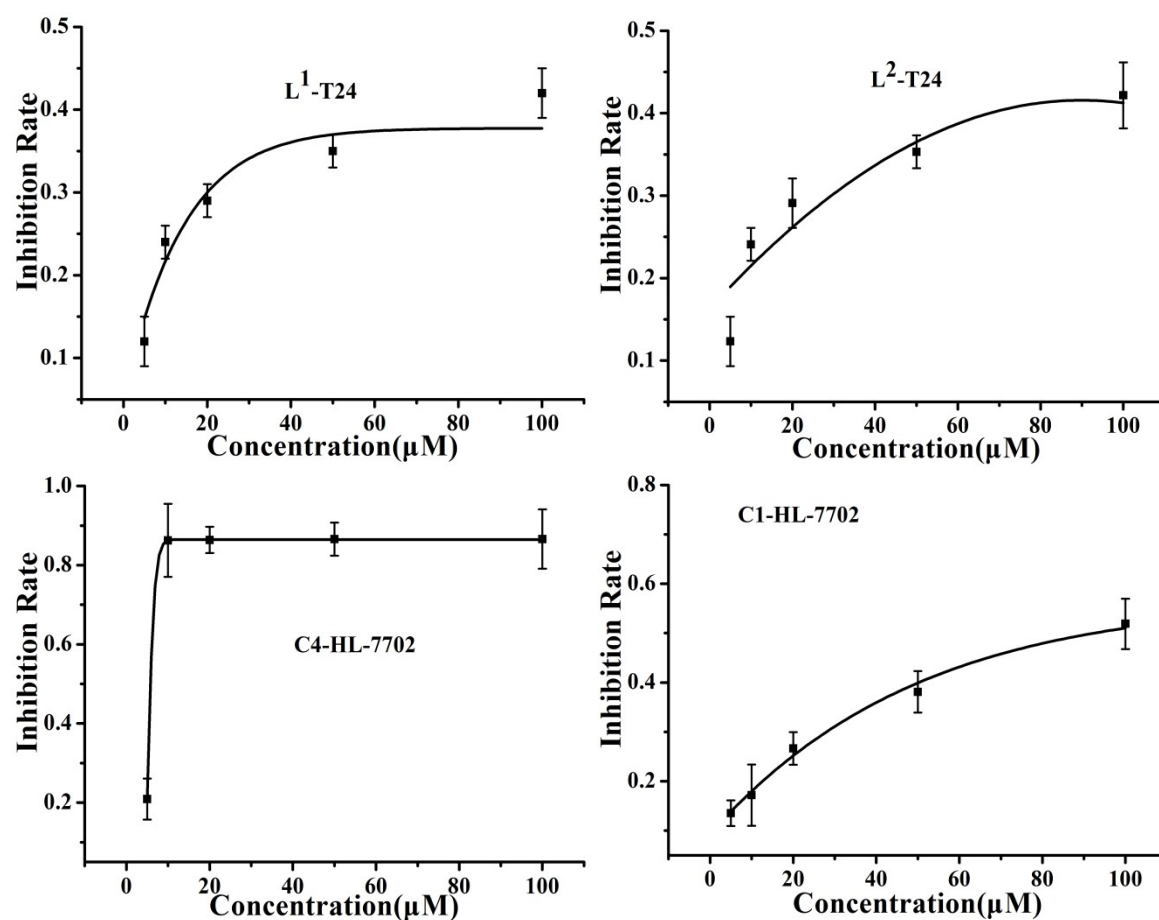 0.5
0.4
0.3
0.2
0.1
Inhibition Rate
L¹-T24
0 20 40 60 80 100
Concentration(μM)
0.5
0.4
0.3
0.2
0.1
Inhibition Rate
L²-T24
0 20 40 60 80 100
Concentration(μM)
1.0
0.8
0.6
0.4
0.2
Inhibition Rate
C4-HL-7702
0 20 40 60 80 100
Concentration(μM)
0.8
0.6
0.4
0.2
Inhibition Rate
C1-HL-7702
0 20 40 60 80 100
Concentration(μM)